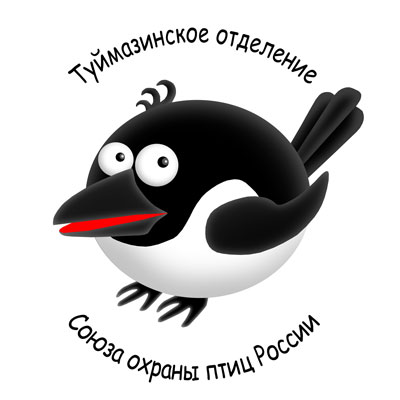 Туймазинское отделение
Союза охраны птиц России